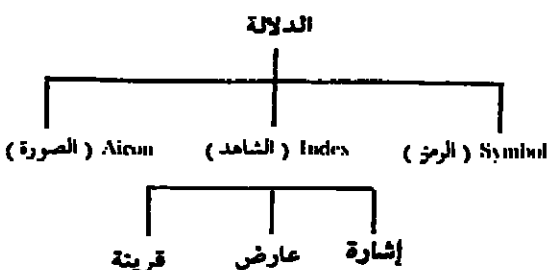 الدلالة
Symbol ( الرمز ) Index ( الشاهد ) Aicon ( الصورة )
إشارة عارض قرينة